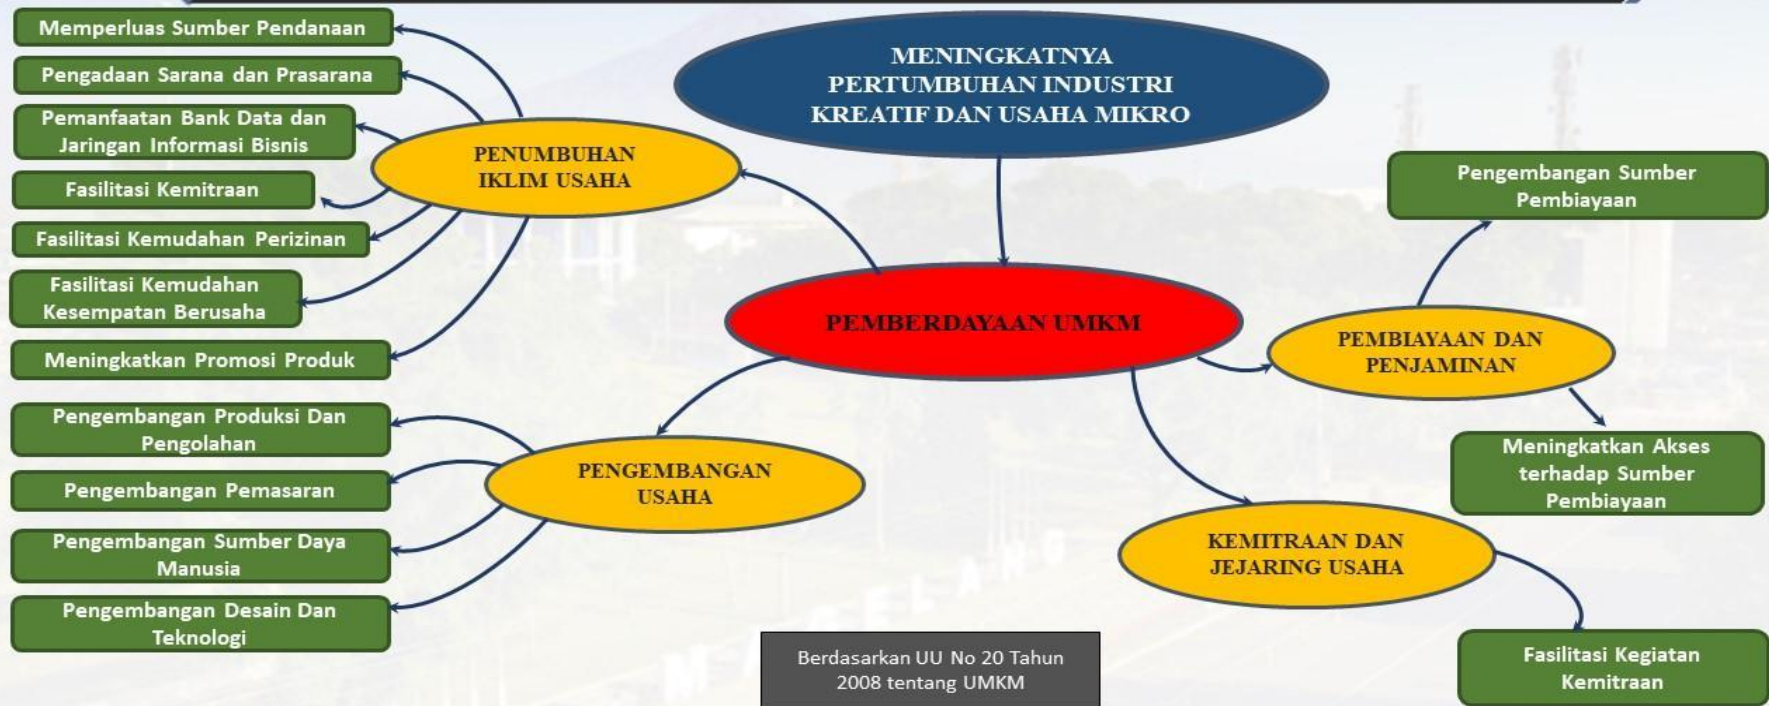 MENINGKATNYA
PERTUMBUHAN INDUSTRI
KREATIF DAN USAHA MIKRO
Memperluas Sumber Pendanaan
Pengadaan Sarana dan Prasarana
Pemanfaatan Bank Data dan
Jaringan Informasi Bisnis
Fasilitasi Kemitraan
Fasilitasi Kemudahan Perizinan
Fasilitasi Kemudahan
Kesempatan Berusaha
Meningkatkan Promosi Produk
PENUMBUHAN
IKLIM USAHA
PEMBERDAYAAN UMKM
Pengembangan Sumber
Pembiayaan
PEMBIAYAAN DAN
PENJAMINAN
Meningkatkan Akses
terhadap Sumber
Pembiayaan
Pengembangan Produksi Dan
Pengolahan
Pengembangan Pemasaran
Pengembangan Sumber Daya
Manusia
Pengembangan Desain Dan
Teknologi
PENGEMBANGAN
USAHA
KEMITRAAN DAN
JEJARING USAHA
Fasilitasi Kegiatan
Kemitraan
MAGELANG
Berdasarkan UU No 20 Tahun
2008 tentang UMKM